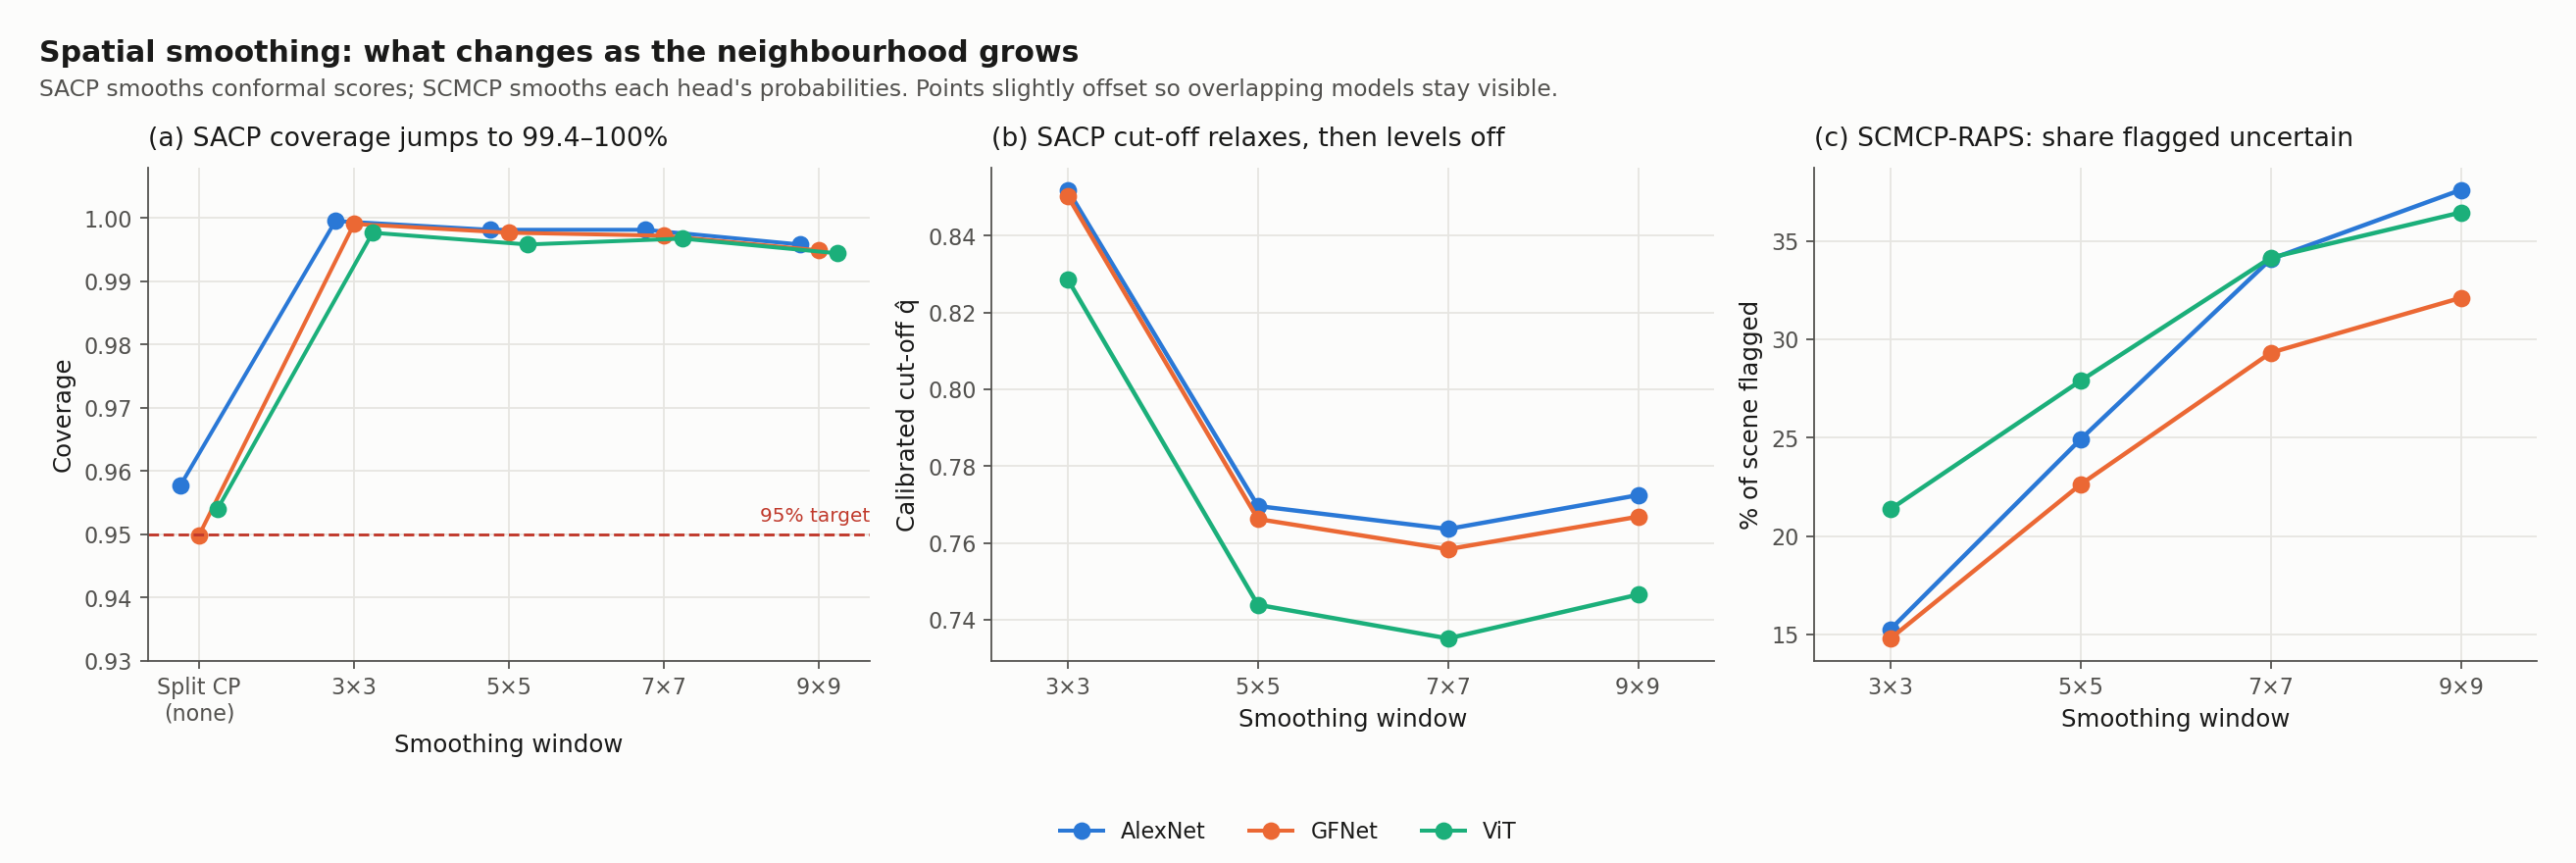 Spatial smoothing: what changes as the neighbourhood grows
SACP smooths conformal scores; SCMCP smooths each head's probabilities. Points slightly offset so overlapping models stay visible.
(a) SACP coverage jumps to 99.4–100%
Coverage
1.00
0.99
0.98
0.97
0.96
0.95
0.94
0.93
95% target
Split CP
(none)
3×3
5×5
7×7
9×9
Smoothing window
(b) SACP cut-off relaxes, then levels off
Calibrated cut-off q̂
0.84
0.82
0.80
0.78
0.76
0.74
3×3
5×5
7×7
9×9
Smoothing window
(c) SCMCP-RAPS: share flagged uncertain
% of scene flagged
35
30
25
20
15
3×3
5×5
7×7
9×9
Smoothing window
AlexNet
GFNet
ViT